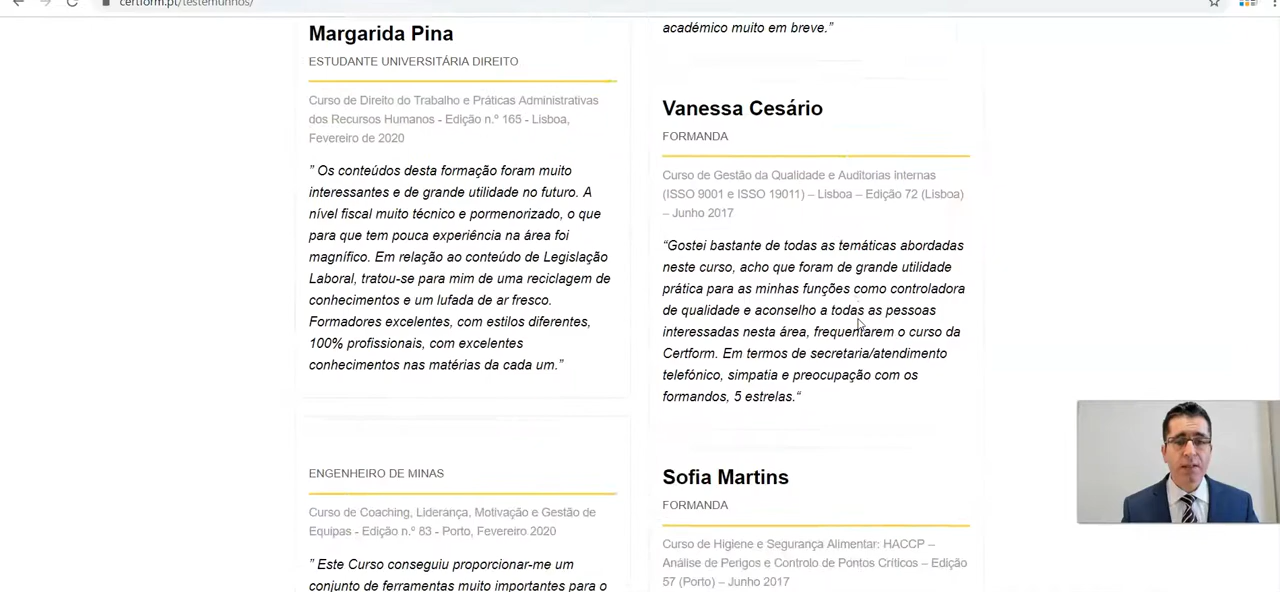 certform.pt/testemunhos/
Margarida Pina
ESTUDANTE UNIVERSITÁRIA DIREITO
Curso de Direito do Trabalho e Práticas Administrativas
dos Recursos Humanos - Edição n.º 165 - Lisboa,
Fevereiro de 2020
” Os conteúdos desta formação foram muito
interessantes e de grande utilidade no futuro. A
nível fiscal muito técnico e pormenorizado, o que
para que tem pouca experiência na área foi
magnífico. Em relação ao conteúdo de Legislação
Laboral, tratou-se para mim de uma reciclagem de
conhecimentos e um lufada de ar fresco.
Formadores excelentes, com estilos diferentes,
100% profissionais, com excelentes
conhecimentos nas matérias da cada um.”
ENGENHEIRO DE MINAS
Curso de Coaching, Liderança, Motivação e Gestão de
Equipas - Edição n.º 83 - Porto, Fevereiro 2020
” Este Curso conseguiu proporcionar-me um
conjunto de ferramentas muito importantes para o
académico muito em breve.”
Vanessa Cesário
FORMANDA
Curso de Gestão da Qualidade e Auditorias internas
(ISSO 9001 e ISSO 19011) – Lisboa – Edição 72 (Lisboa)
– Junho 2017
“Gostei bastante de todas as temáticas abordadas
neste curso, acho que foram de grande utilidade
prática para as minhas funções como controladora
de qualidade e aconselho a todas as pessoas
interessadas nesta área, frequentarem o curso da
Certform. Em termos de secretaria/atendimento
telefónico, simpatia e preocupação com os
formandos, 5 estrelas.“
Sofia Martins
FORMANDA
Curso de Higiene e Segurança Alimentar: HACCP –
Análise de Perigos e Controlo de Pontos Críticos – Edição
57 (Porto) – Junho 2017